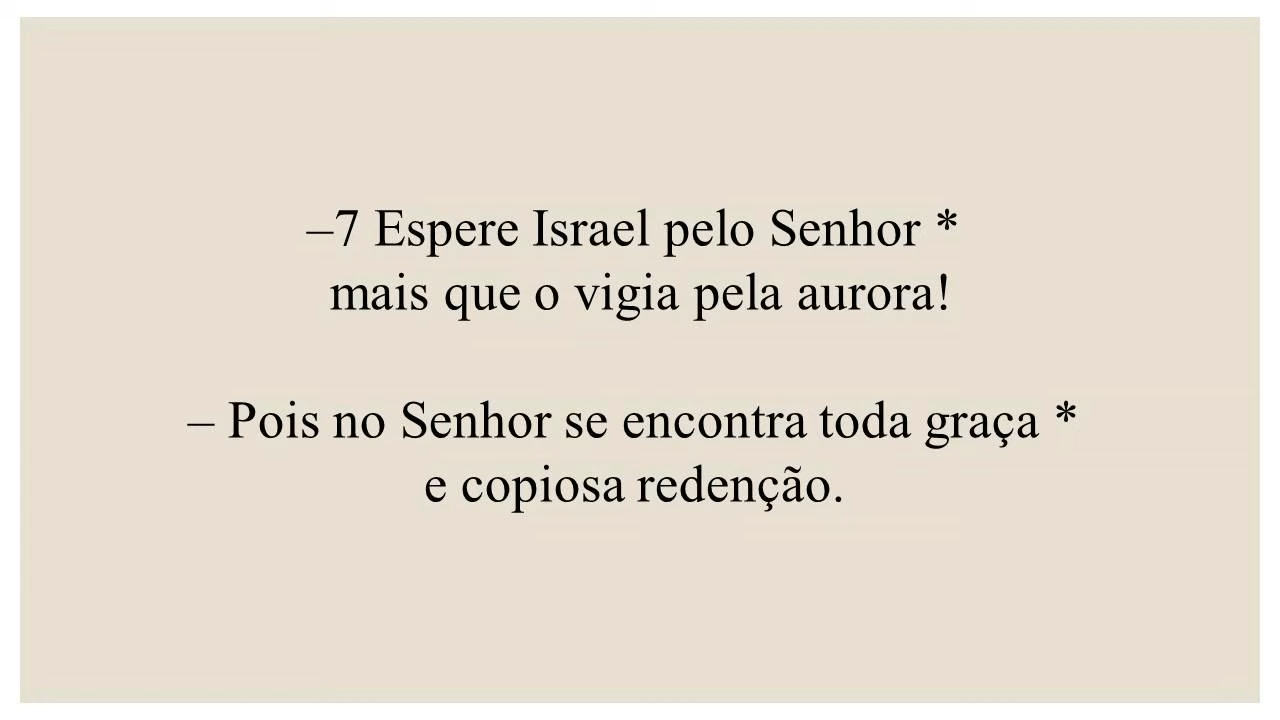 –7 Espere Israel pelo Senhor *
mais que o vigia pela aurora!
– Pois no Senhor se encontra toda graça *
e copiosa redenção.